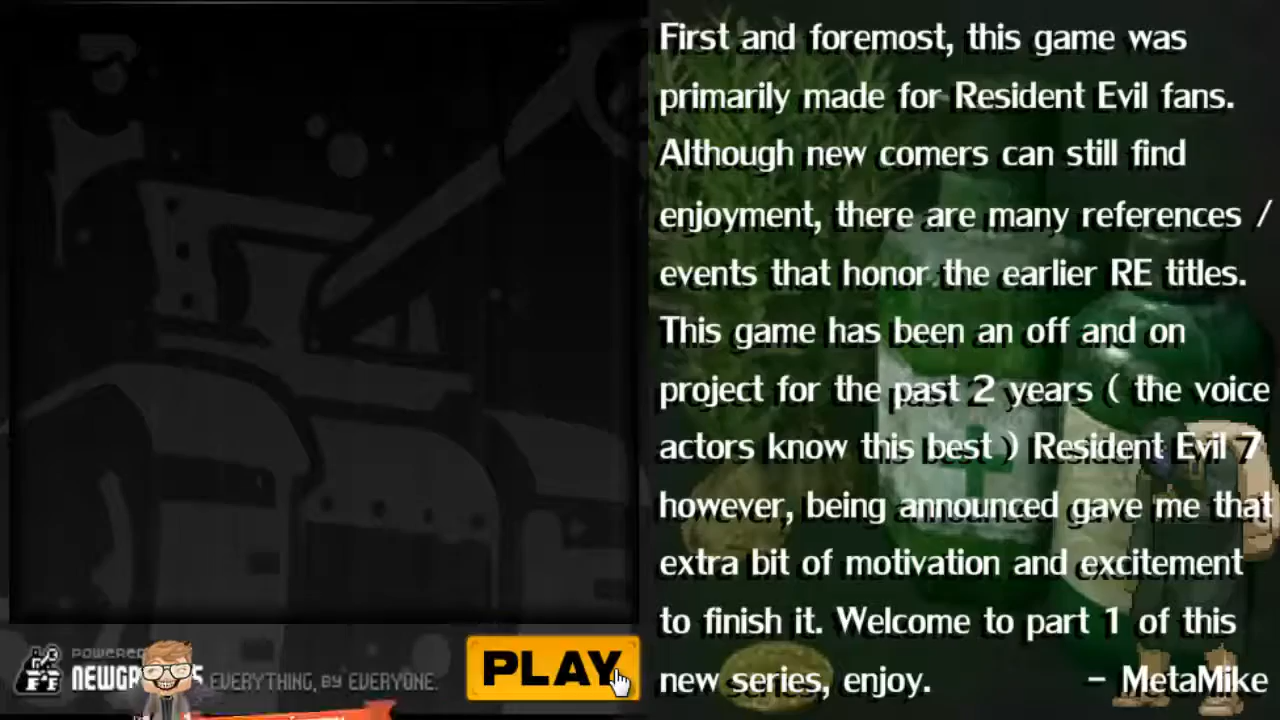 First and foremost, this game was
primarily made for Resident Evil fans.
Although new comers can still find
enjoyment, there are many references /
events that honor the earlier RE titles.
This game has been an off and on
project for the past 2 years ( the voice
actors know this best ) Resident Evil 7
however, being announced gave me that
extra bit of motivation and excitement
to finish it. Welcome to part 1 of this
new series, enjoy. - MetaMike
POWERED
EVERYTHING, BY EVERYONE.
PLAY